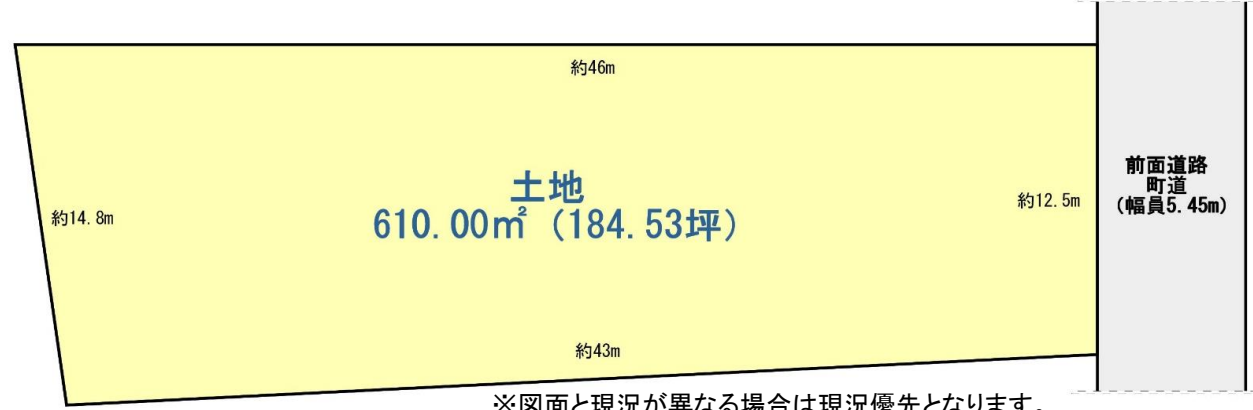 約46m
土地
610.00㎡（184.53坪）
約14.8m
約12.5m
前面道路
町道
（幅員5.45m）
約43m
※図面と現況が異なる場合は現況優先となります。